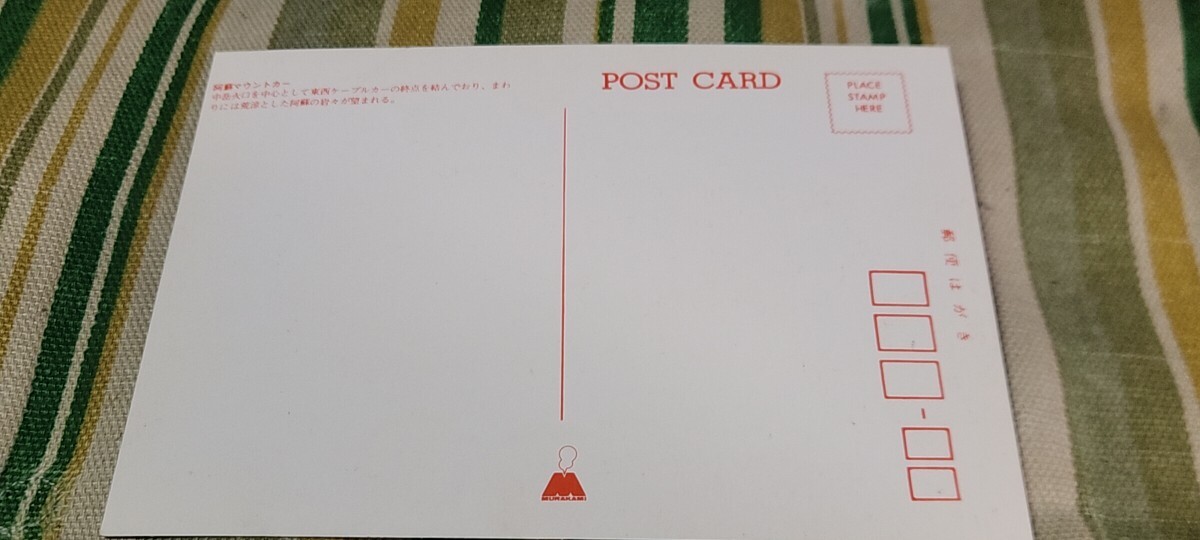 阿蘇マウントカー
中岳火口を中心として東西ケーブルカーの終点を結んでおり、まわ
りには荒涼とした阿蘇の岩々が望まれる。
POST CARD
PLACE
STAMP
HERE
郵便はがき
MURAKAMI